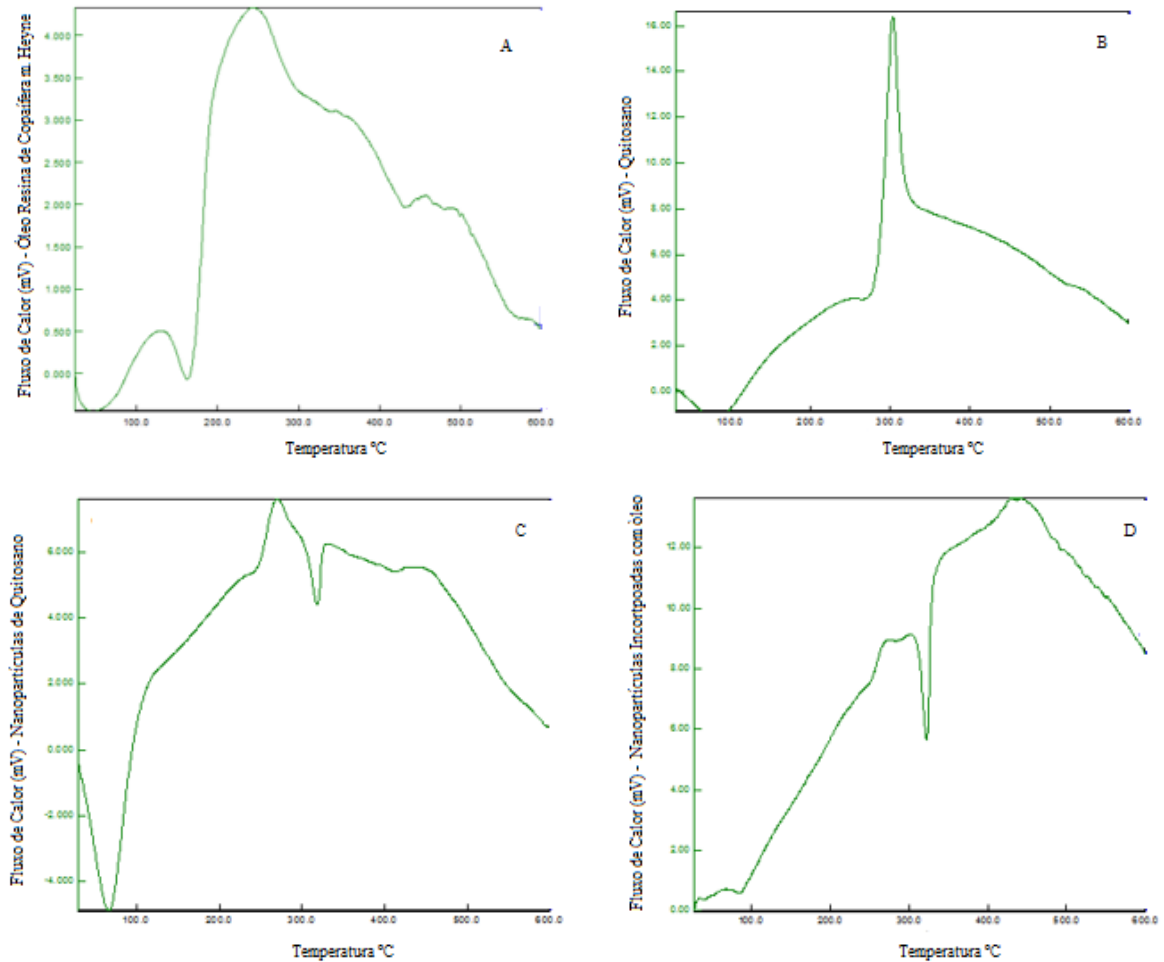 A
Fluxo de Calor (mV) - Óleo Resina de Copaífera m. Heyne
4.000
3.500
3.000
2.500
2.000
1.500
1.000
0.500
0.000
100.0 200.0 300.0 400.0 500.0 600.0
Temperatura ºC
B
Fluxo de Calor (mV) - Quitosano
16.00
14.00
12.00
10.00
8.00
6.00
4.00
2.00
0.00
100.0 200.0 300.0 400.0 500.0 600.0
Temperatura ºC
C
Fluxo de Calor (mV) - Nanopartículas de Quitosano
6.000
4.000
2.000
0.000
-2.000
-4.000
100.0 200.0 300.0 400.0 500.0 600.0
Temperatura ºC
D
Fluxo de Calor (mV) - Nanopartículas Incortpoadas com òleo
12.00
10.00
8.00
6.00
4.00
2.00
0.00
100.0 200.0 300.0 400.0 500.0 600.0
Temperatura ºC